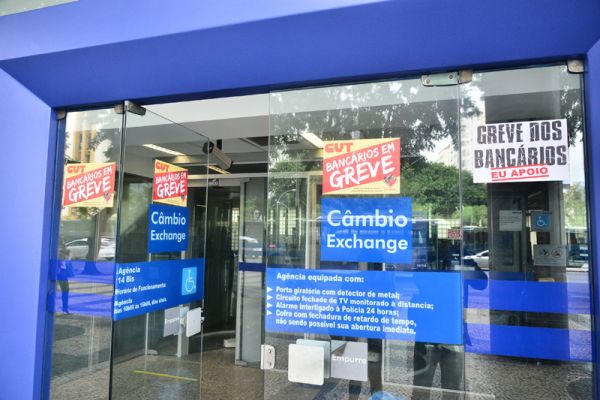 CUT
BANCÁRIOS EM
GREVE
CUT
BANCÁRIOS EM
GREVE
Câmbio
Exchange
Agência
14 Bis
Horário de Funcionamento:
Agência
CUT
BANCÁRIOS EM
GREVE
Câmbio
Exchange
Agência equipada com:
Porta giratória com detector de metal;
Circuito fechado de TV monitorado à distância;
Alarme interligado à Polícia 24 horas;
Cofre com fechadura de retardo de tempo,
não sendo possível sua abertura imediata.
Empurre
GREVE DOS
BANCÁRIOS
EU APOIO